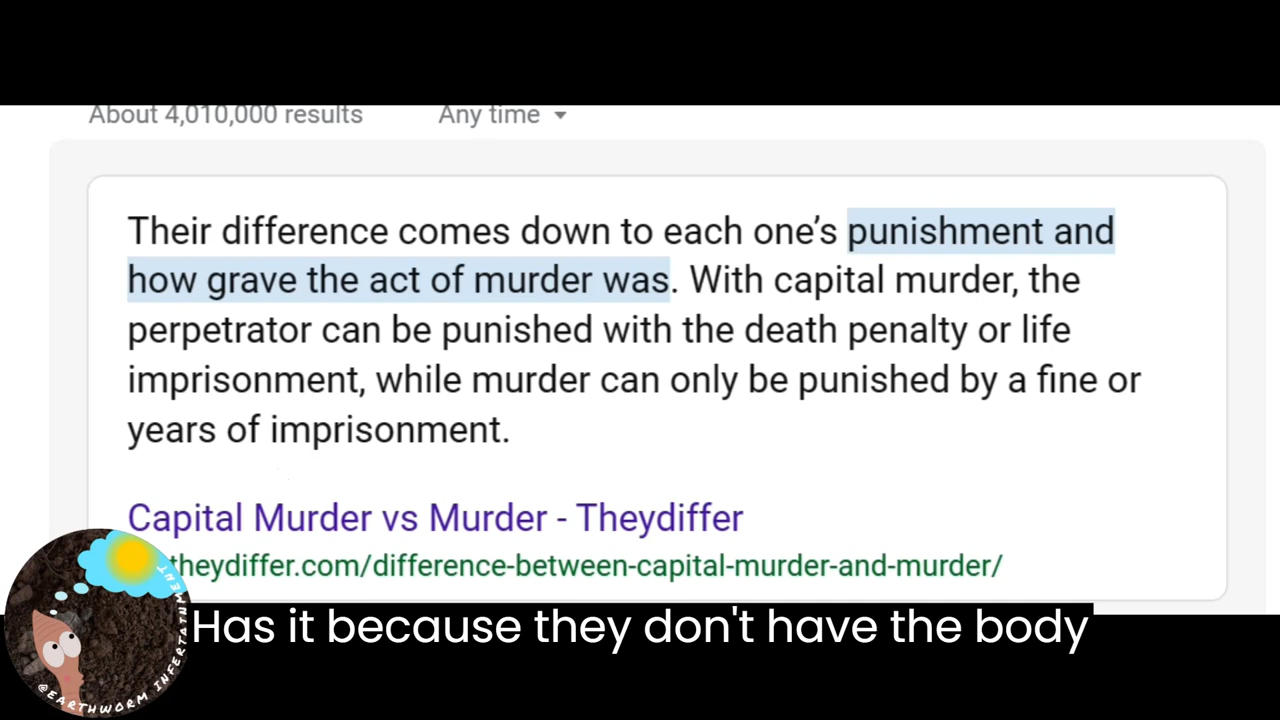 About 4,010,000 results Any time
Their difference comes down to each one’s punishment and
how grave the act of murder was. With capital murder, the
perpetrator can be punished with the death penalty or life
imprisonment, while murder can only be punished by a fine or
years of imprisonment.
Capital Murder vs Murder - Theydiffer
theydiffer.com/difference-between-capital-murder-and-murder/
@EARTHWORM INFERTAINMENT
Has it because they don't have the body